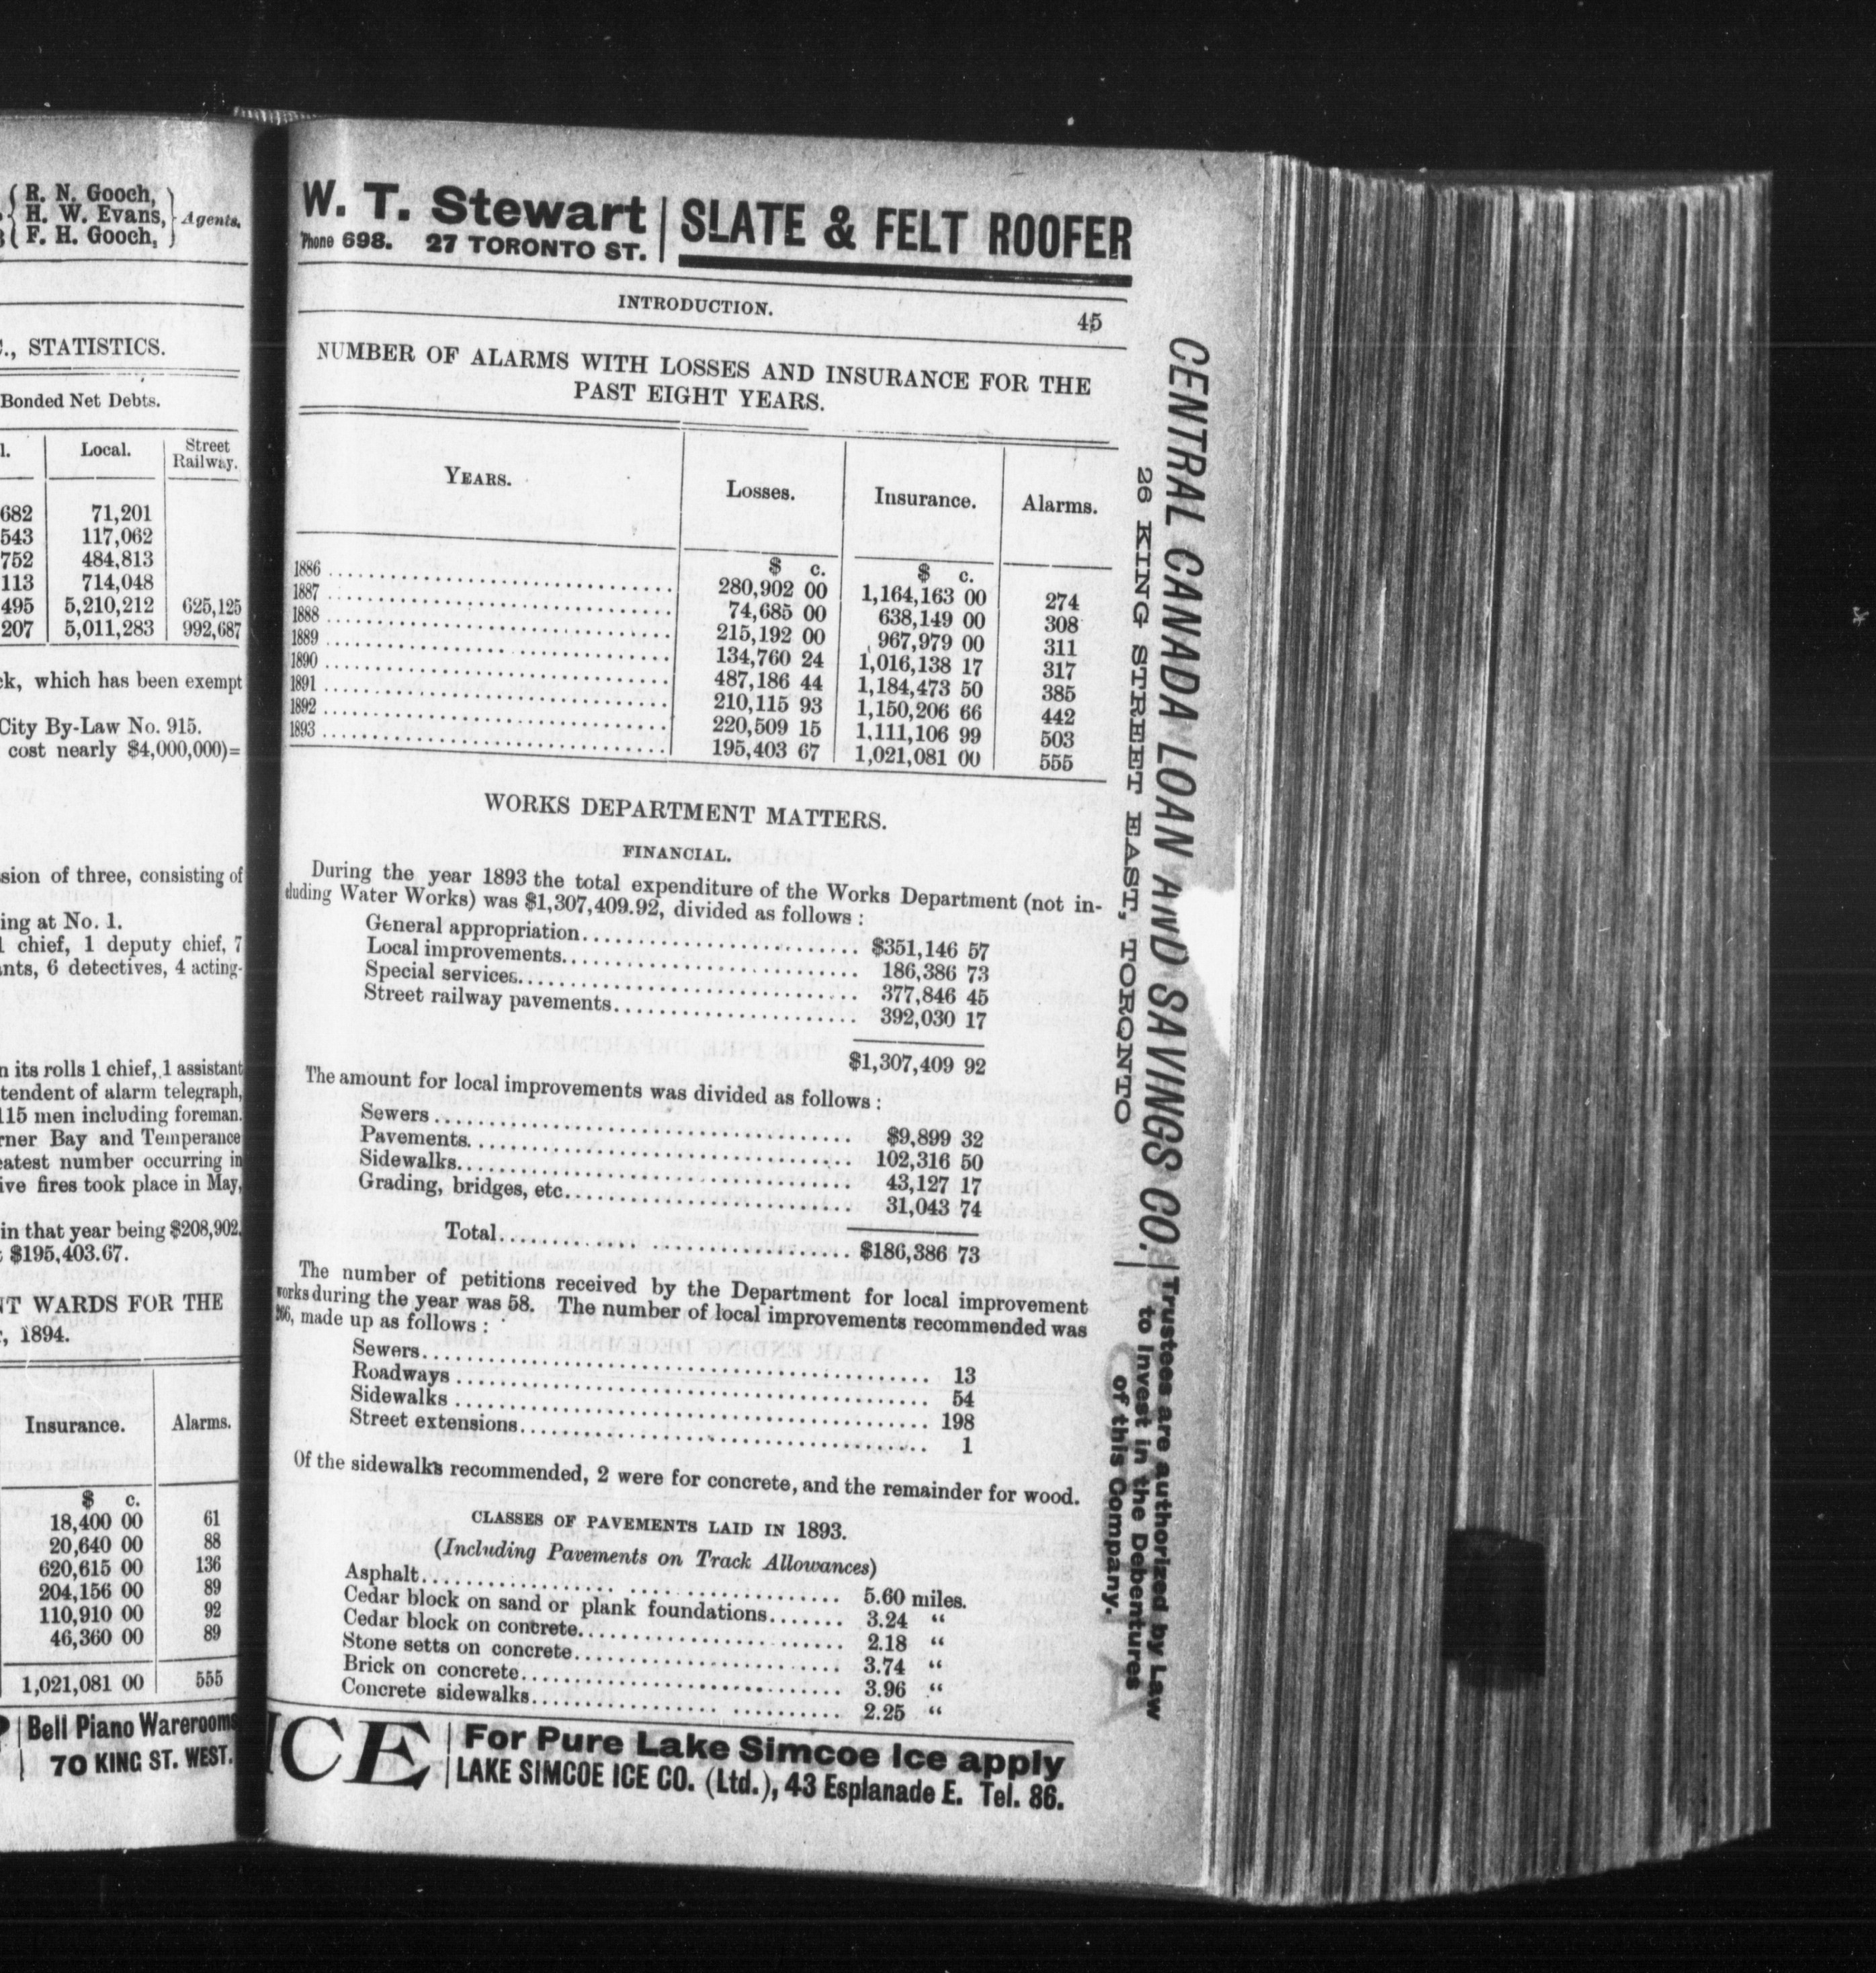 R. N. Gooch,
H. W. Evans, Agents.
F. H. Gooch,
STATISTICS.
Bonded Net Debts.
Local. Street Railway.
682 71,201
543 117,062
752 484,813
113 714,048
495 5,210,212 625,125
207 5,011,283 992,687
which has been exempt
City By-Law No. 915.
cost nearly $4,000,000)=
sion of three, consisting of
ing at No. 1.
1 chief, 1 deputy chief, 7
nts, 6 detectives, 4 acting-
n its rolls 1 chief, 1 assistant
tendent of alarm telegraph,
115 men including foreman.
rner Bay and Temperance
eatest number occurring in
ive fires took place in May,
in that year being $208,902,
$195,403.67.
NT WARDS FOR THE
1894.
Insurance. Alarms.
$ c.
18,400 00 61
20,640 00 88
620,615 00 136
204,156 00 89
110,910 00 92
46,360 00 89
1,021,081 00 555
Bell Piano Warerooms
70 KING ST. WEST.
W. T. Stewart SLATE & FELT ROOFER
Phone 698. 27 TORONTO ST.
INTRODUCTION. 45
NUMBER OF ALARMS WITH LOSSES AND INSURANCE FOR THE
PAST EIGHT YEARS.
YEARS. Losses. Insurance. Alarms.
$ c. $ c.
1886 280,902 00 1,164,163 00 274
1887 74,685 00 638,149 00 308
1888 215,192 00 967,979 00 311
1889 134,760 24 1,016,138 17 317
1890 487,186 44 1,184,473 50 385
1891 210,115 93 1,150,206 66 442
1892 220,509 15 1,111,106 99 503
1893 195,403 67 1,021,081 00 555
WORKS DEPARTMENT MATTERS.
FINANCIAL.
During the year 1893 the total expenditure of the Works Department (not in-
cluding Water Works) was $1,307,409.92, divided as follows :
General appropriation $351,146 57
Local improvements 186,386 73
Special services 377,846 45
Street railway pavements 392,030 17
$1,307,409 92
The amount for local improvements was divided as follows :
Sewers $9,899 32
Pavements 102,316 50
Sidewalks 43,127 17
Grading, bridges, etc. 31,043 74
Total $186,386 73
The number of petitions received by the Department for local improvement
works during the year was 58. The number of local improvements recommended was
266, made up as follows :
Sewers 13
Roadways 54
Sidewalks 198
Street extensions 1
Of the sidewalks recommended, 2 were for concrete, and the remainder for wood.
CLASSES OF PAVEMENTS LAID IN 1893.
(Including Pavements on Track Allowances)
Asphalt 5.60 miles.
Cedar block on sand or plank foundations 3.24 "
Cedar block on concrete 2.18 "
Stone setts on concrete 3.74 "
Brick on concrete 3.96 "
Concrete sidewalks 2.25 "
ICE For Pure Lake Simcoe Ice apply
LAKE SIMCOE ICE CO. (Ltd.), 43 Esplanade E. Tel. 86.
CENTRAL CANADA LOAN AND SAVINGS CO.
26 KING STREET EAST, TORONTO
Trustees are authorized by Law
to invest in the Debentures
of this Company.